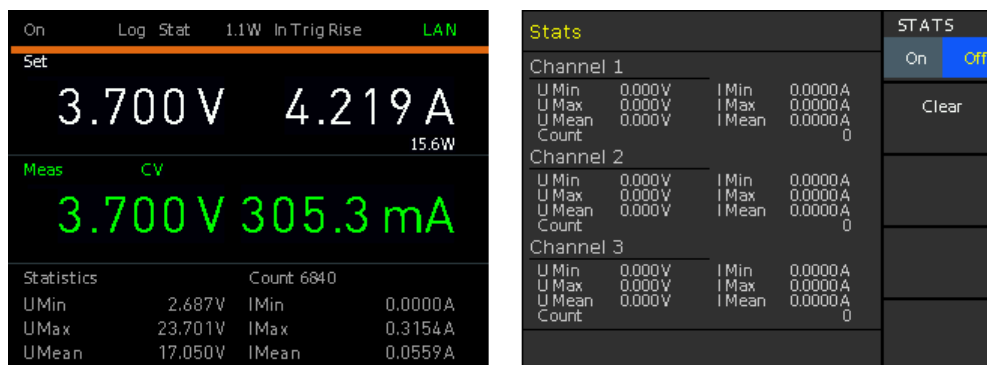 On Log Stat 1.1W In Trig Rise LAN
Set
3.700 V 4.219 A
15.6W
Meas CV
3.700 V 305.3 mA
Statistics Count 6840
UMin 2.687V IMin 0.0000A
UMax 23.701V IMax 0.3154A
UMean 17.050V IMean 0.0559A
Stats
Channel 1
U Min 0.000V I Min 0.0000A
U Max 0.000V I Max 0.0000A
U Mean 0.000V I Mean 0.0000A
Count 0
Channel 2
U Min 0.000V I Min 0.0000A
U Max 0.000V I Max 0.0000A
U Mean 0.000V I Mean 0.0000A
Count 0
Channel 3
U Min 0.000V I Min 0.0000A
U Max 0.000V I Max 0.0000A
U Mean 0.000V I Mean 0.0000A
Count 0
STATS
On Off
Clear